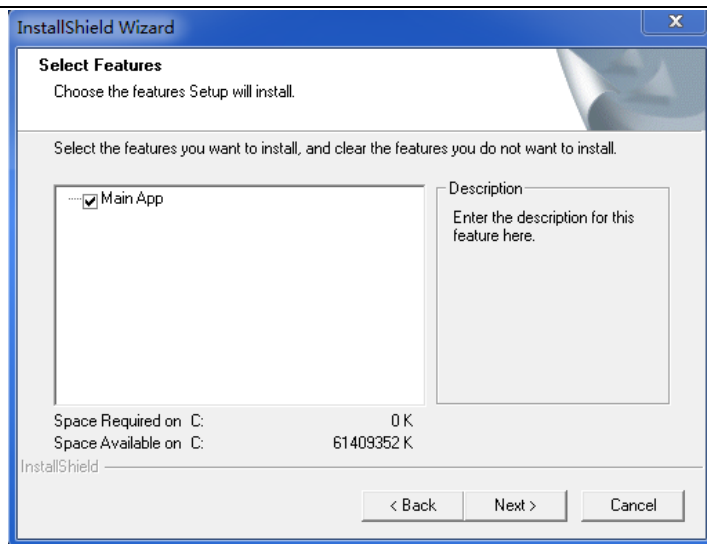 InstallShield Wizard
Select Features
Choose the features Setup will install.
Select the features you want to install, and clear the features you do not want to install.
Main App
Description
Enter the description for this
feature here.
Space Required on C: 0 K
Space Available on C: 61409352 K
InstallShield
< Back Next > Cancel